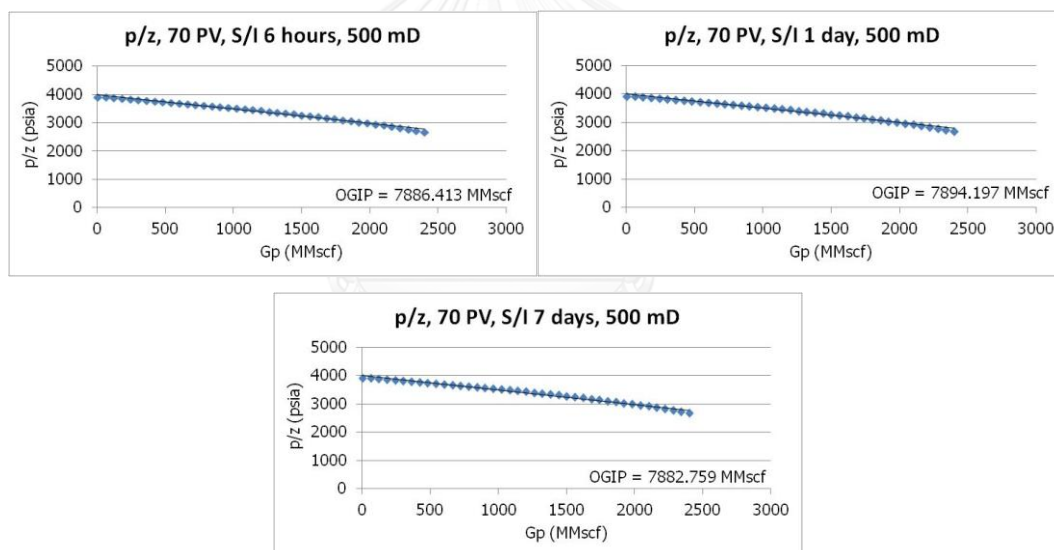 p/z, 70 PV, S/I 6 hours, 500 mD
5000
4000
3000
2000
1000
0
p/z (psia)
OGIP = 7886.413 MMscf
0 500 1000 1500 2000 2500 3000
Gp (MMscf)
p/z, 70 PV, S/I 1 day, 500 mD
5000
4000
3000
2000
1000
0
p/z (psia)
OGIP = 7894.197 MMscf
0 500 1000 1500 2000 2500 3000
Gp (MMscf)
p/z, 70 PV, S/I 7 days, 500 mD
5000
4000
3000
2000
1000
0
p/z (psia)
OGIP = 7882.759 MMscf
0 500 1000 1500 2000 2500 3000
Gp (MMscf)